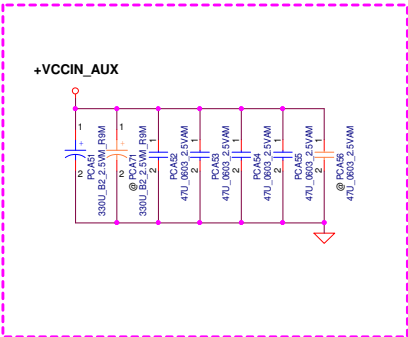 +VCCIN_AUX
1
+
2
PCA51
330U_B2_2.5VM_R9M
1
+
2
@
PCA71
330U_B2_2.5VM_R9M
1
2
PCA52
47U_0603_2.5VAM
1
2
PCA53
47U_0603_2.5VAM
1
2
PCA54
47U_0603_2.5VAM
1
2
PCA55
47U_0603_2.5VAM
1
2
@
PCA56
47U_0603_2.5VAM